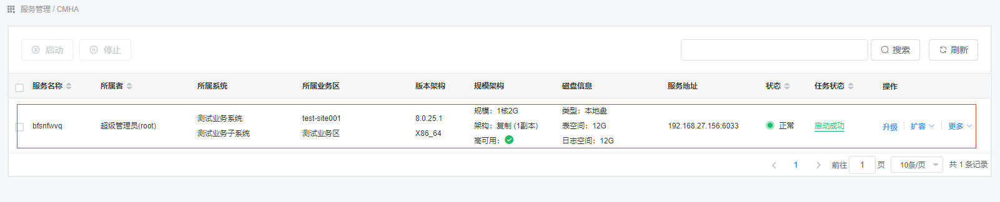 服务管理 / CMHA
启动 停止 搜索 刷新
服务名称 所属者 所属系统 所属业务区 版本架构 规模架构 磁盘信息 服务地址 状态 任务状态 操作
bfsnfwvq 超级管理员(root) 测试业务系统 test-site001 8.0.25.1 规模：1核2G 类型：本地盘 192.168.27.156:6033 正常 启动成功 升级 扩容 更多
测试业务子系统 测试业务区 X86_64 架构：复制 (1副本) 表空间：12G
高可用： 日志空间：12G
1 前往 1 页 10条/页 共 1 条记录